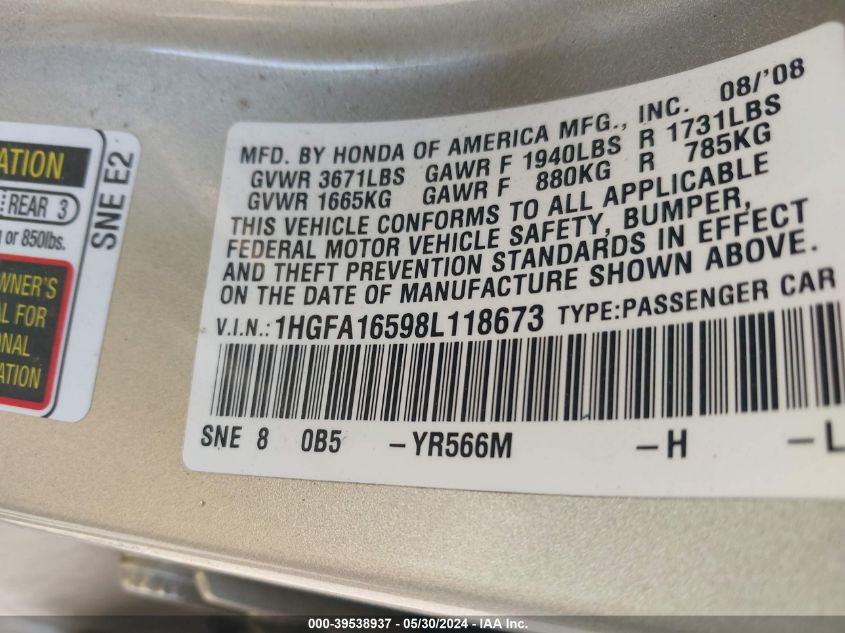 ATION
REAR 3
or 850lbs.
WNER'S
AL FOR
ONAL
ATION
SNE E2
08/'08
MFD. BY HONDA OF AMERICA MFG., INC.
GVWR 3671LBS GAWR F 1940LBS R 1731LBS
GVWR 1665KG GAWR F 880KG R 785KG
THIS VEHICLE CONFORMS TO ALL APPLICABLE
FEDERAL MOTOR VEHICLE SAFETY, BUMPER,
AND THEFT PREVENTION STANDARDS IN EFFECT
ON THE DATE OF MANUFACTURE SHOWN ABOVE.
V.I.N.: 1HGFA16598L118673 TYPE:PASSENGER CAR
SNE 8 0B5 -YR566M -H -L
000-39538937 - 05/30/2024 - IAA Inc.